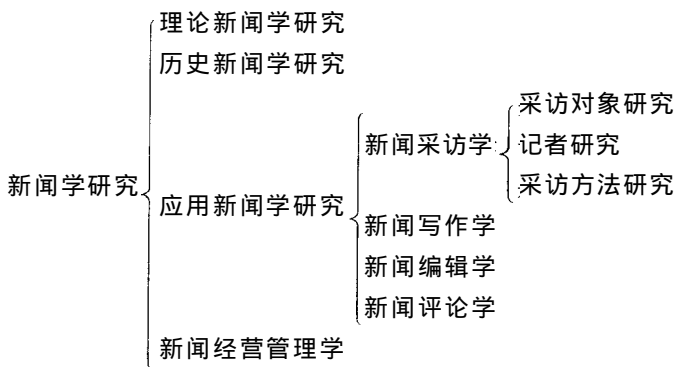 理论新闻学研究
历史新闻学研究
采访对象研究
新闻采访学
记者研究
采访方法研究
新闻学研究
应用新闻学研究
新闻写作学
新闻编辑学
新闻评论学
新闻经营管理学